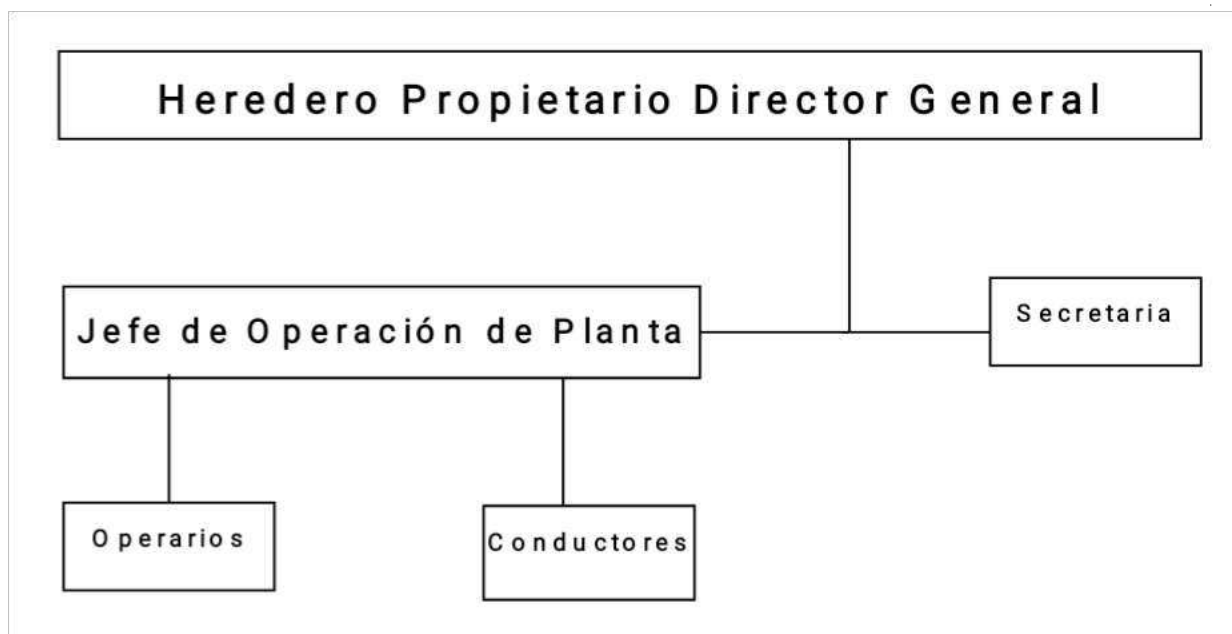 Heredero Propietario Director General
Jefe de Operación de Planta
Secretaria
Operarios
Conductores